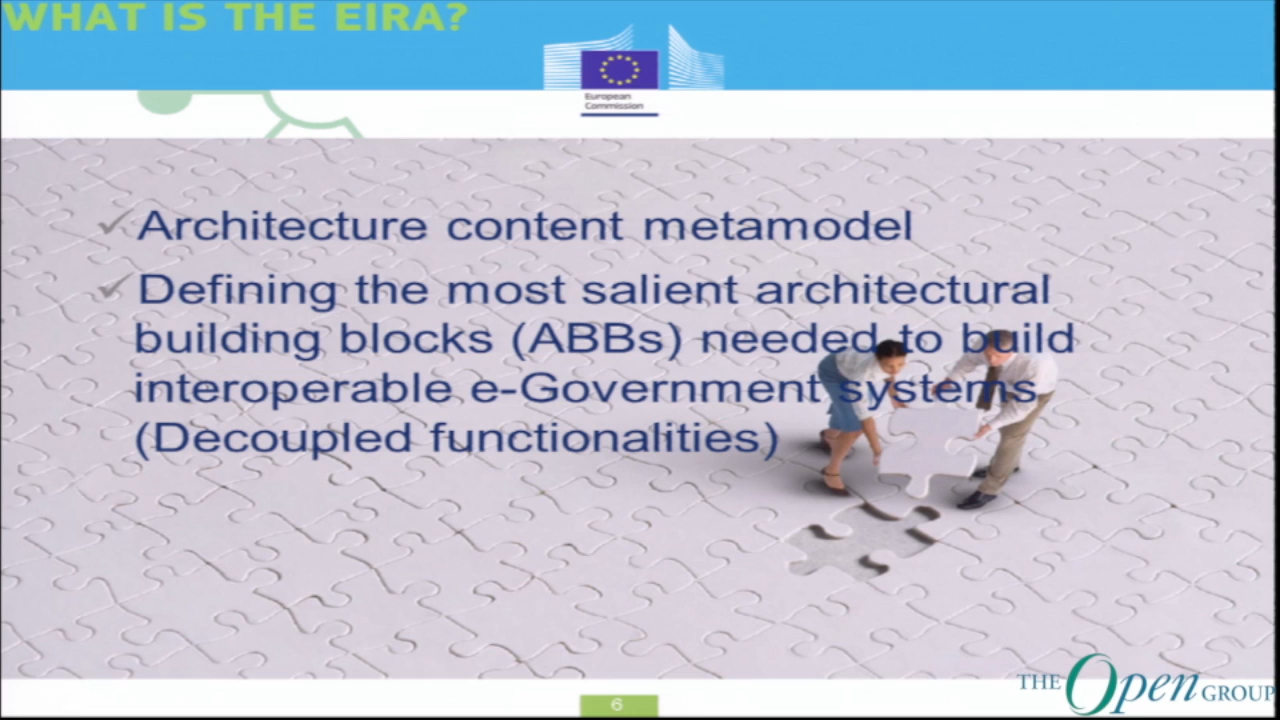 WHAT IS THE EIRA?
European
Commission
Architecture content metamodel
Defining the most salient architectural
building blocks (ABBs) needed to build
interoperable e-Government systems
(Decoupled functionalities)
6
THE Open GROUP